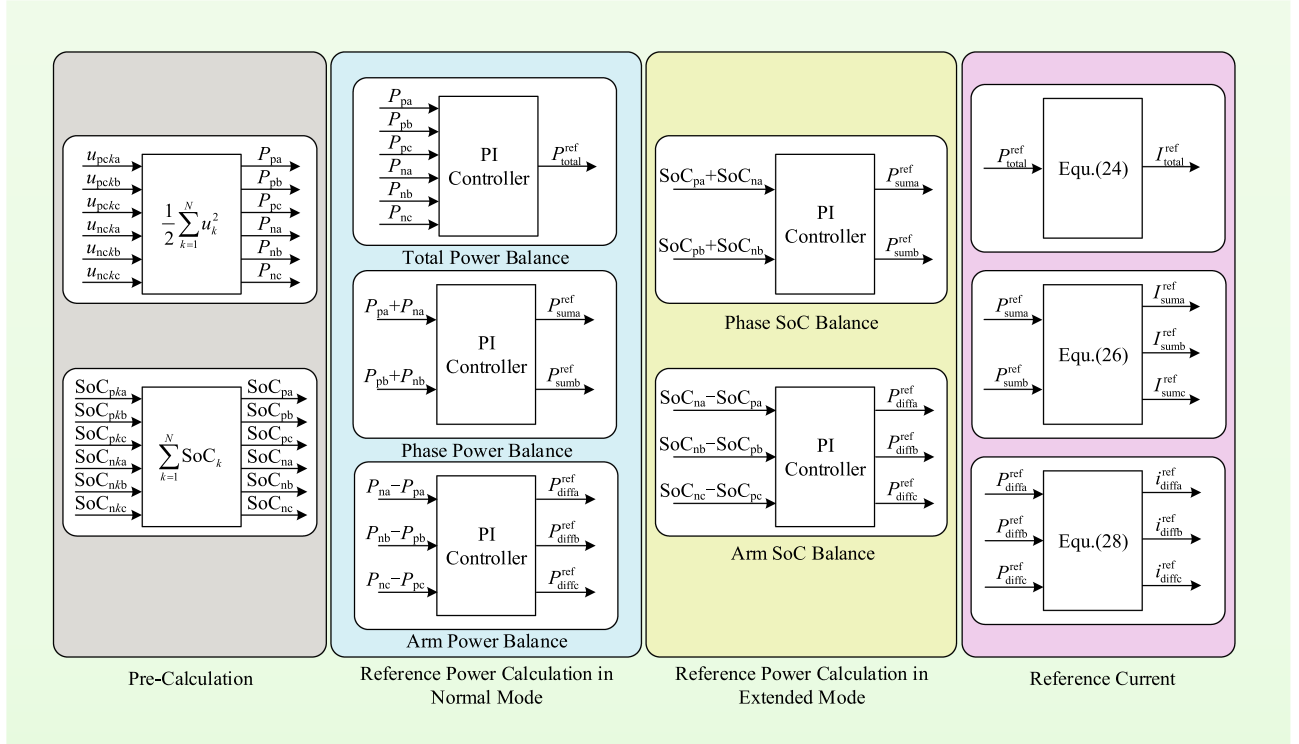 u_pcka
u_pckb
u_pckc
u_ncka
u_nckb
u_nckc
\frac{1}{2}\sum_{k=1}^{N} u_k^2
P_pa
P_pb
P_pc
P_na
P_nb
P_nc
SoC_pka
SoC_pkb
SoC_pkc
SoC_nka
SoC_nkb
SoC_nkc
\sum_{k=1}^{N} SoC_k
SoC_pa
SoC_pb
SoC_pc
SoC_na
SoC_nb
SoC_nc
Pre-Calculation
P_pa
P_pb
P_pc
P_na
P_nb
P_nc
PI
Controller
P_total^ref
Total Power Balance
P_pa+P_na
P_pb+P_nb
PI
Controller
P_suma^ref
P_sumb^ref
Phase Power Balance
P_na−P_pa
P_nb−P_pb
P_nc−P_pc
PI
Controller
P_diffa^ref
P_diffb^ref
P_diffc^ref
Arm Power Balance
Reference Power Calculation in
Normal Mode
SoC_pa+SoC_na
SoC_pb+SoC_nb
PI
Controller
P_suma^ref
P_sumb^ref
Phase SoC Balance
SoC_na−SoC_pa
SoC_nb−SoC_pb
SoC_nc−SoC_pc
PI
Controller
P_diffa^ref
P_diffb^ref
P_diffc^ref
Arm SoC Balance
Reference Power Calculation in
Extended Mode
P_total^ref
Equ.(24)
I_total^ref
P_suma^ref
P_sumb^ref
Equ.(26)
I_suma^ref
I_sumb^ref
I_sumc^ref
P_diffa^ref
P_diffb^ref
P_diffc^ref
Equ.(28)
i_diffa^ref
i_diffb^ref
i_diffc^ref
Reference Current